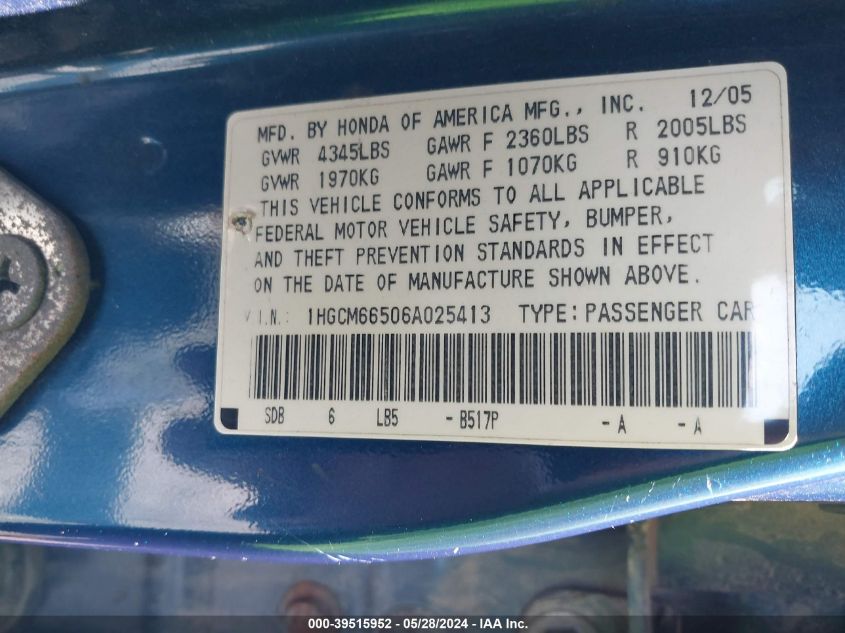 MFD. BY HONDA OF AMERICA MFG., INC. 12/05
GVWR 4345LBS GAWR F 2360LBS R 2005LBS
GVWR 1970KG GAWR F 1070KG R 910KG
THIS VEHICLE CONFORMS TO ALL APPLICABLE
FEDERAL MOTOR VEHICLE SAFETY, BUMPER,
AND THEFT PREVENTION STANDARDS IN EFFECT
ON THE DATE OF MANUFACTURE SHOWN ABOVE.
V.I.N.: 1HGCM66506A025413 TYPE: PASSENGER CAR
SDB 6 LB5 -B517P -A -A
000-39515952 - 05/28/2024 - IAA Inc.